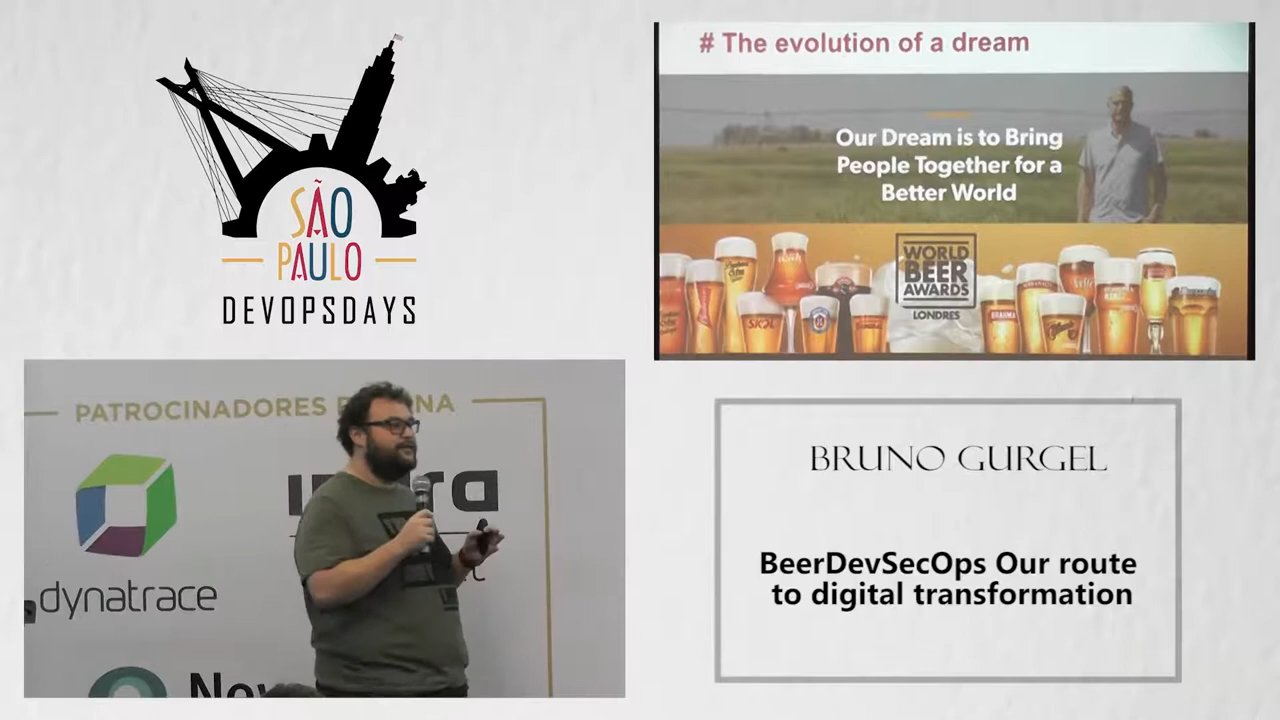 SÃO
PAULO
DEVOPSDAYS
# The evolution of a dream
Our Dream is to Bring
People Together for a
Better World
WORLD
BEER
AWARDS
LONDRES
SKOL
BRAHMA
PATROCINADORES
dynatrace
BRUNO GURGEL
BeerDevSecOps Our route
to digital transformation